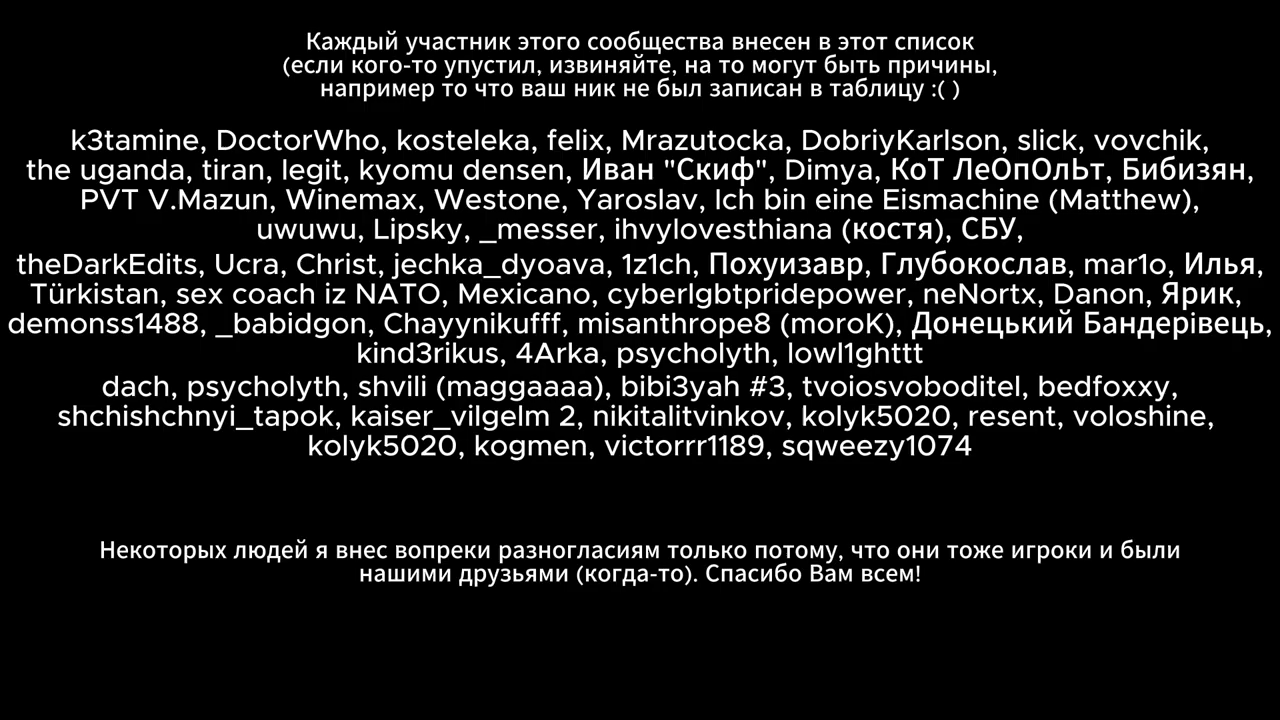 Каждый участник этого сообщества внесен в этот список
(если кого-то упустил, извиняйте, на то могут быть причины,
например то что ваш ник не был записан в таблицу :( )
k3tamine, DoctorWho, kosteleka, felix, Mrazutocka, DobriyKarlson, slick, vovchik,
the uganda, tiran, legit, kyomu densen, Иван "Скиф", Dimya, КоТ ЛеОпОлЬт, Бибизян,
PVT V.Mazun, Winemax, Westone, Yaroslav, Ich bin eine Eismachine (Matthew),
uwuwu, Lipsky, _messer, ihvylovesthiana (костя), СБУ,
theDarkEdits, Ucra, Christ, jechka_dyoava, 1z1ch, Похуизавр, Глубокослав, mar1o, Илья,
Türkistan, sex coach iz NATO, Mexicano, cyberlgbtpridepower, neNortx, Danon, Ярик,
demonss1488, _babidgon, Chayynikufff, misanthrope8 (moroK), Донецький Бандерівець,
kind3rikus, 4Arka, psycholyth, lowl1ghttt
dach, psycholyth, shvili (maggaaaa), bibi3yah #3, tvoiosvoboditel, bedfoxxy,
shchishchnyi_tapok, kaiser_vilgelm 2, nikitalitvinkov, kolyk5020, resent, voloshine,
kolyk5020, kogmen, victorrr1189, sqweezy1074
Некоторых людей я внес вопреки разногласиям только потому, что они тоже игроки и были
нашими друзьями (когда-то). Спасибо Вам всем!